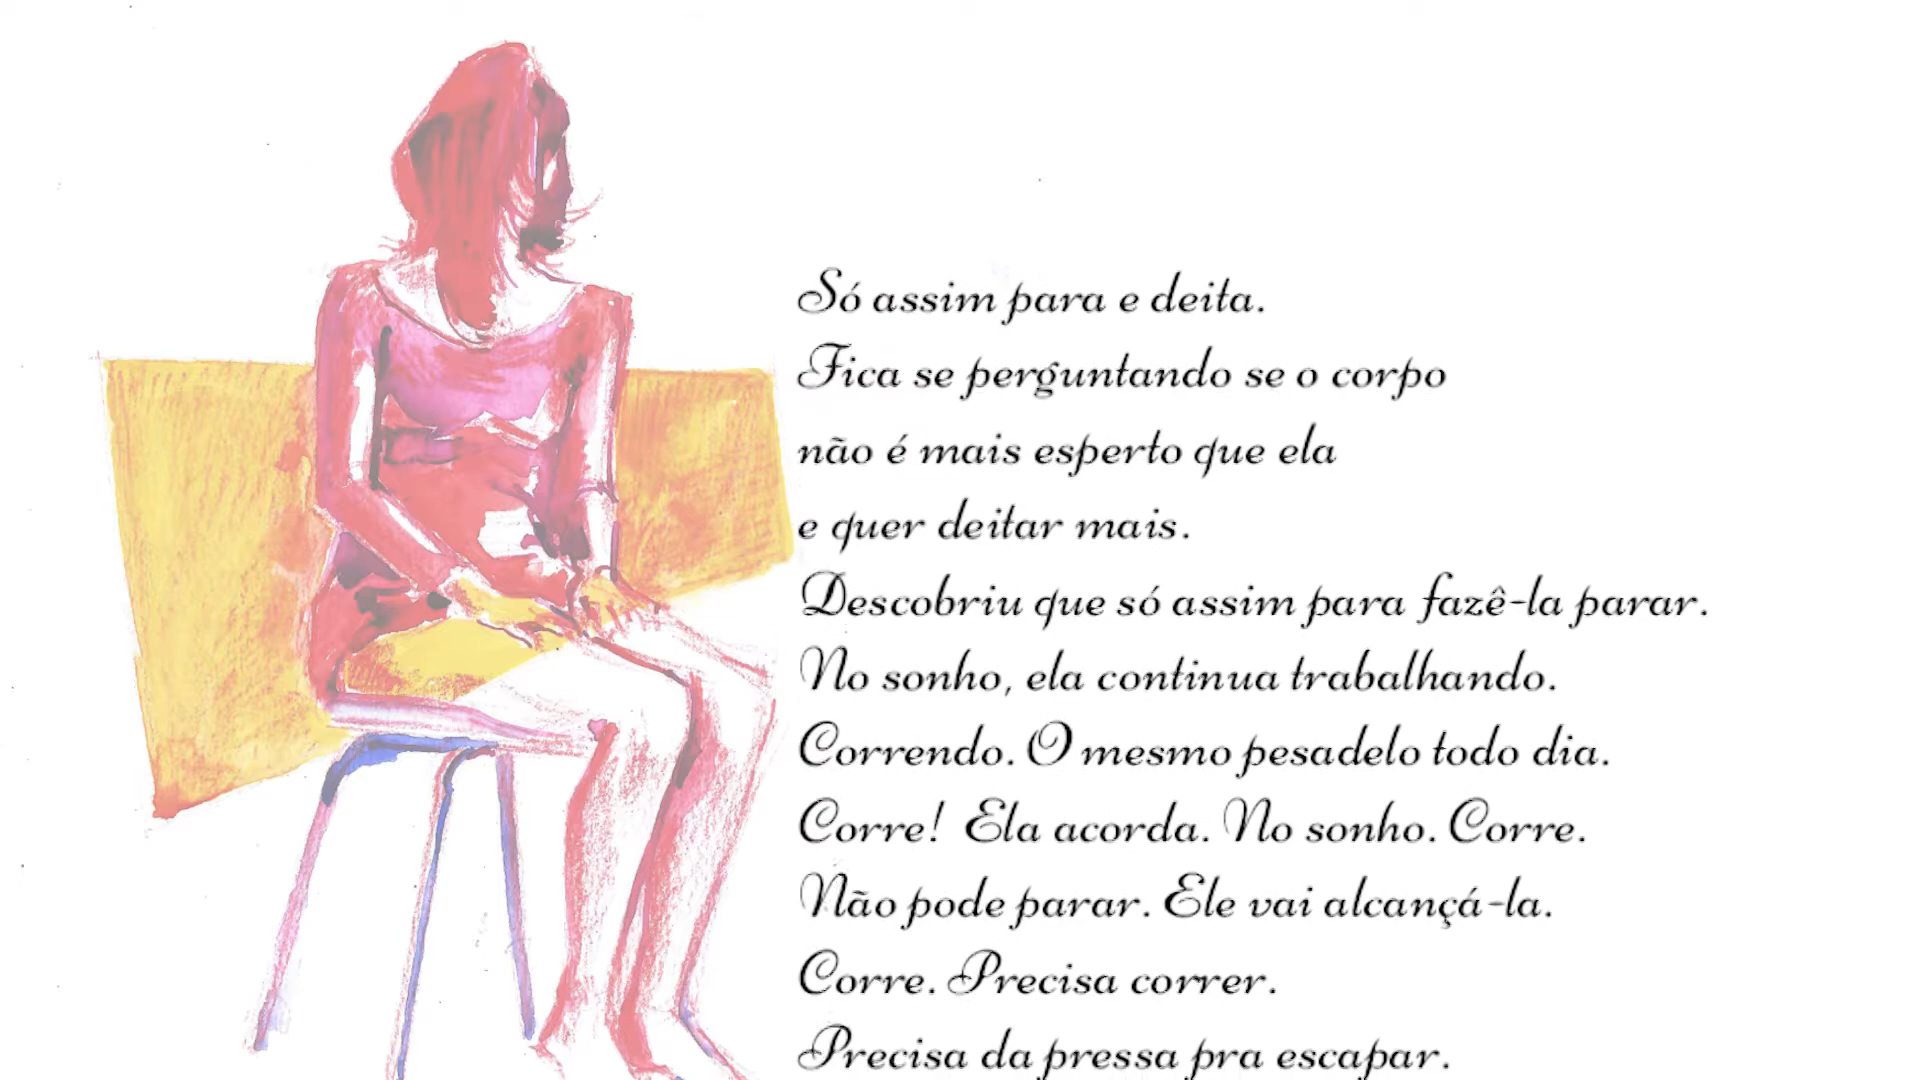 Só assim para e deita.
Fica se perguntando se o corpo
não é mais esperto que ela
e quer deitar mais.
Descobriu que só assim para fazê-la parar.
No sonho, ela continua trabalhando.
Correndo. O mesmo pesadelo todo dia.
Corre! Ela acorda. No sonho. Corre.
Não pode parar. Ele vai alcançá-la.
Corre. Precisa correr.
Precisa da pressa pra escapar.